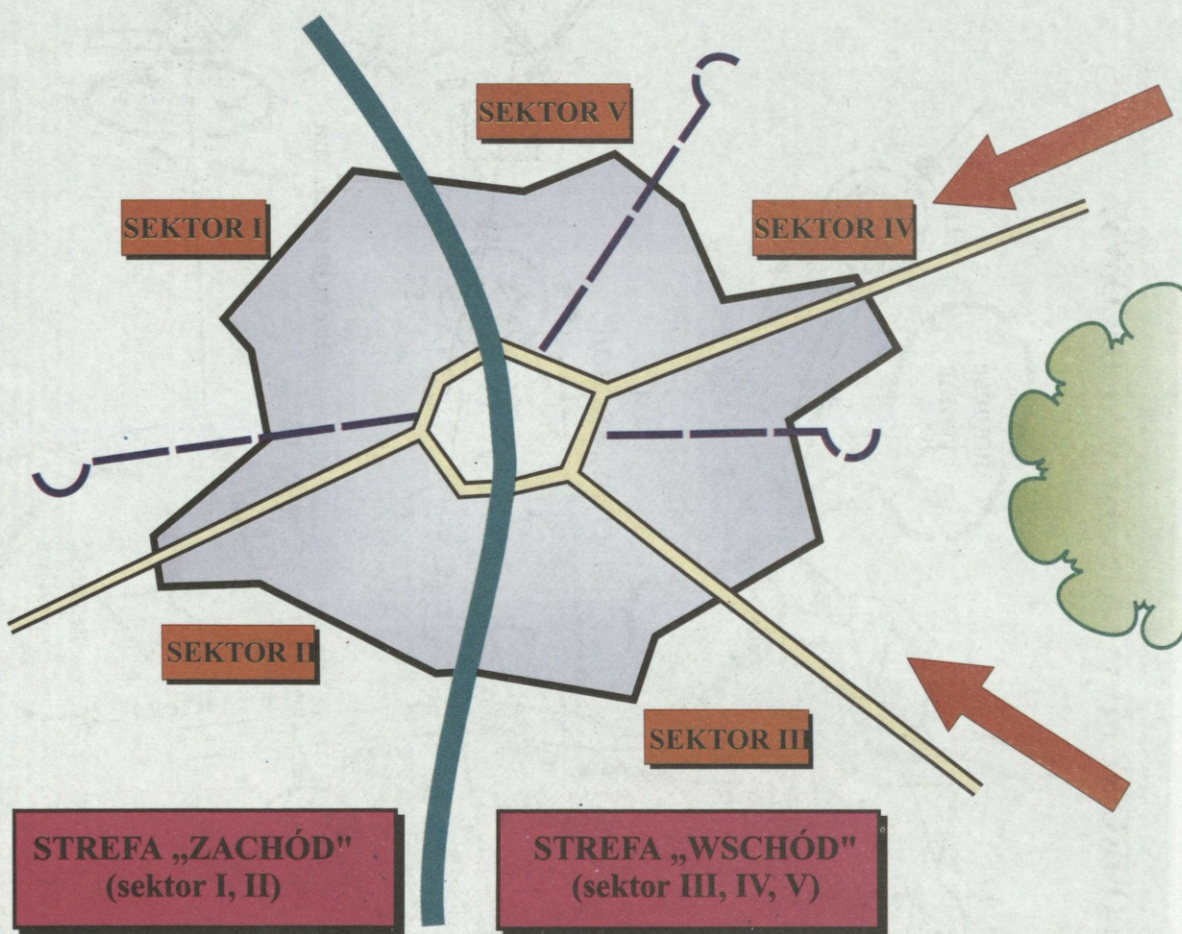 SEKTOR V
SEKTOR I
SEKTOR IV
SEKTOR II
SEKTOR III
STREFA „ZACHÓD"
(sektor I, II)
STREFA „WSCHÓD"
(sektor III, IV, V)